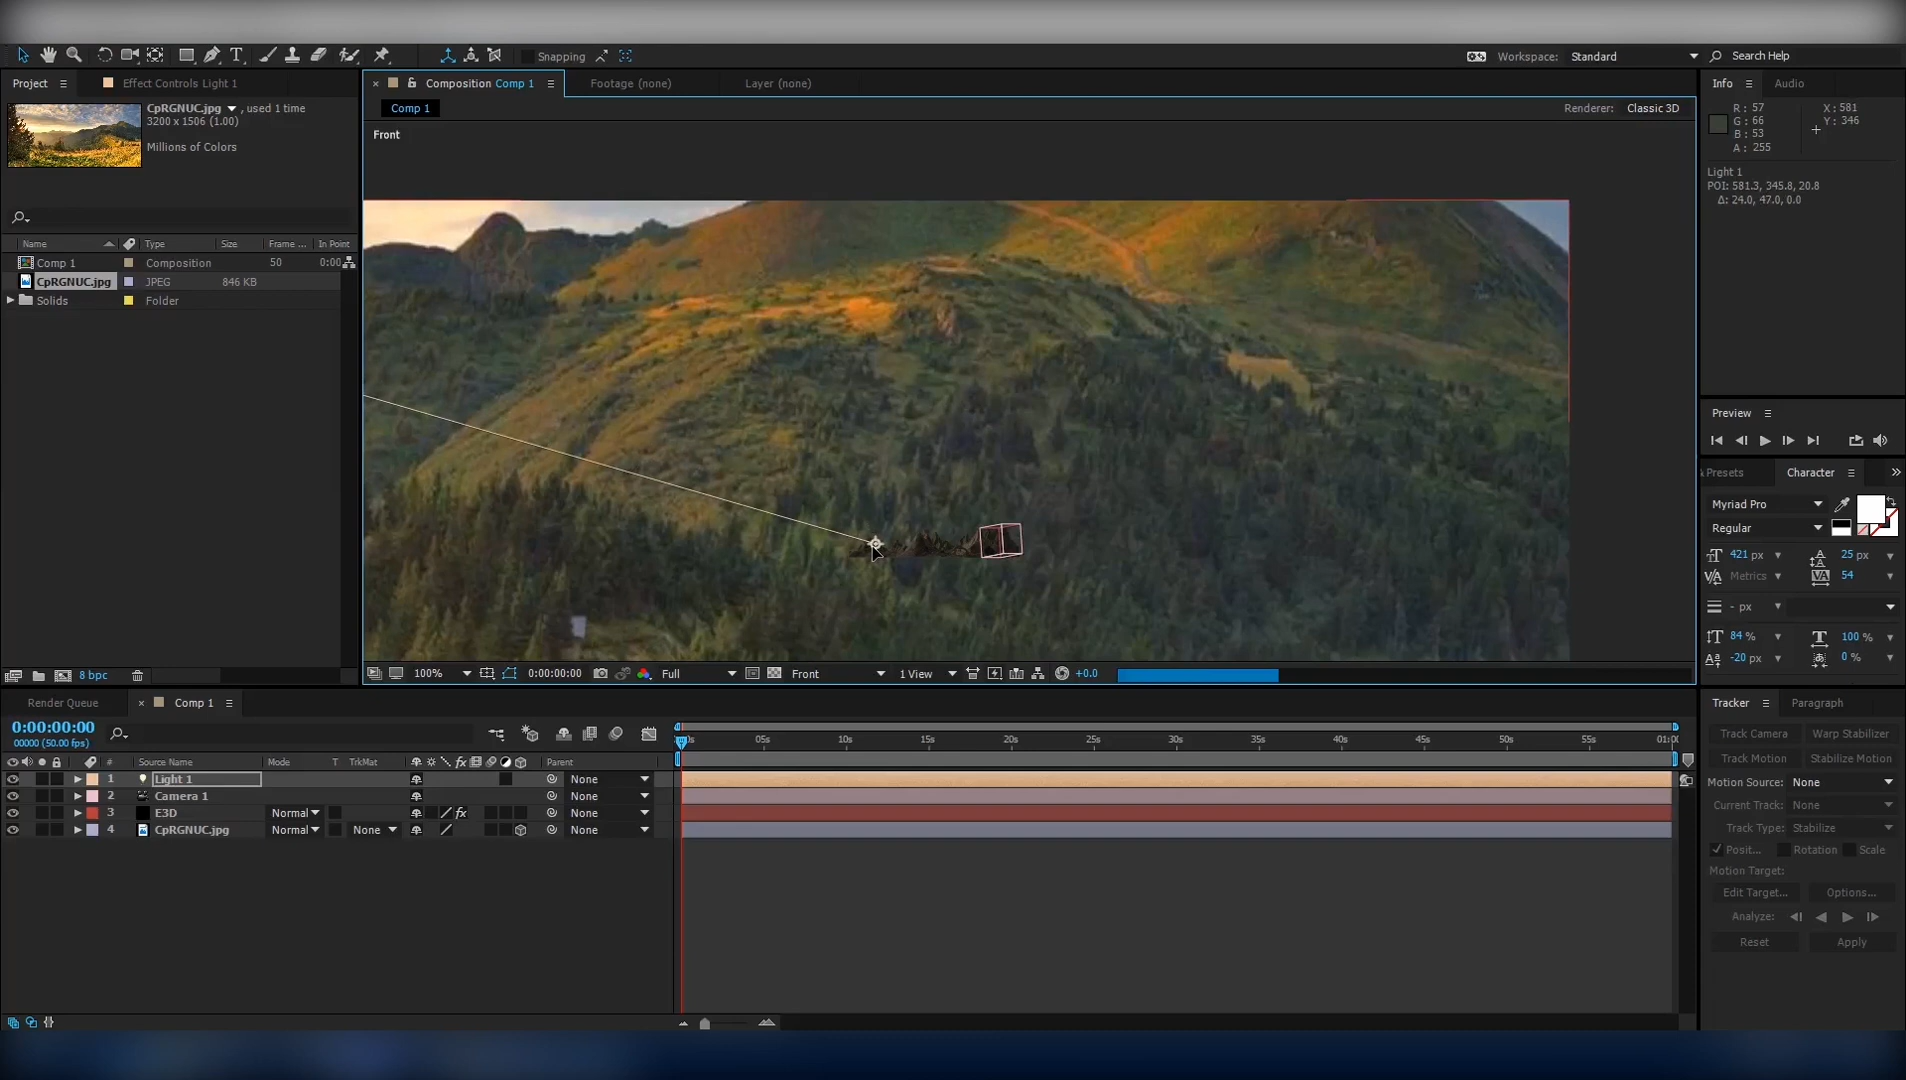 Snapping
Workspace: Standard
Search Help
Project
Effect Controls Light 1
Composition Comp 1
Footage (none)
Layer (none)
Info
Audio
CpRGNUC.jpg , used 1 time
3200 x 1506 (1.00)
Millions of Colors
Comp 1
Renderer: Classic 3D
Front
R : 57
G : 66
B : 53
A : 255
X : 581
Y : 346
Light 1
POI: 581.3, 345.8, 20.8
Δ: 24.0, 47.0, 0.0
Name Type Size Frame ... In Point
Comp 1 Composition 50 0:00
CpRGNUC.jpg JPEG 846 KB
Solids Folder
Preview
& Presets
Character
Myriad Pro
Regular
421 px
25 px
Metrics
54
- px
84 %
100 %
-20 px
0 %
8 bpc
100%
0:00:00:00
Full
Front
1 View
+0.0
Render Queue
Comp 1
Tracker
Paragraph
0:00:00:00
00000 (50.00 fps)
05s 10s 15s 20s 25s 30s 35s 40s 45s 50s 55s
# Source Name Mode T TrkMat Parent
1 Light 1 None
2 Camera 1 None
3 E3D Normal None
4 CpRGNUC.jpg Normal None None
Track Camera
Warp Stabilizer
Track Motion
Stabilize Motion
Motion Source: None
Current Track: None
Track Type: Stabilize
Posit... Rotation Scale
Motion Target:
Edit Target...
Options...
Analyze:
Reset
Apply